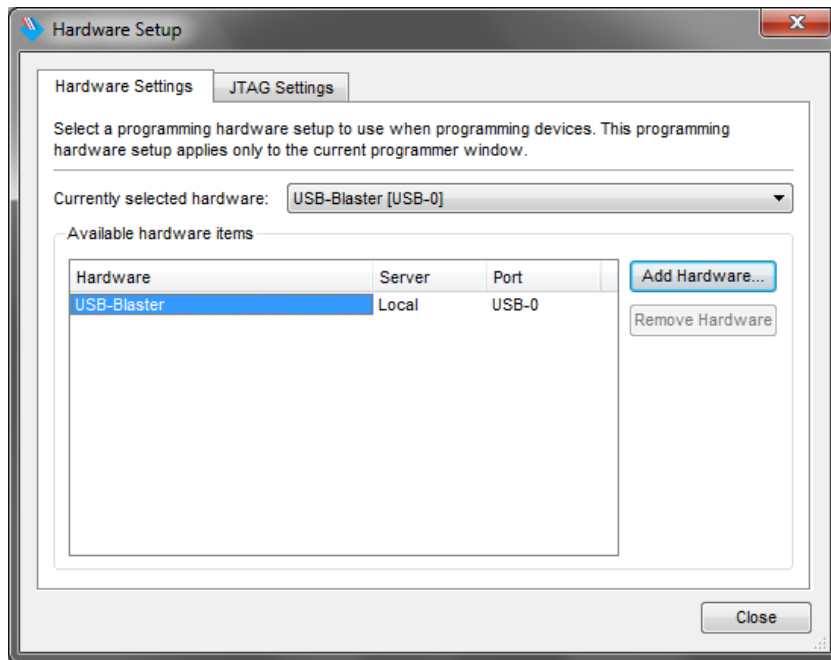 Hardware Setup
Hardware Settings JTAG Settings
Select a programming hardware setup to use when programming devices. This programming
hardware setup applies only to the current programmer window.
Currently selected hardware: USB-Blaster [USB-0]
Available hardware items
Hardware Server Port Add Hardware...
USB-Blaster Local USB-0
Remove Hardware
Close